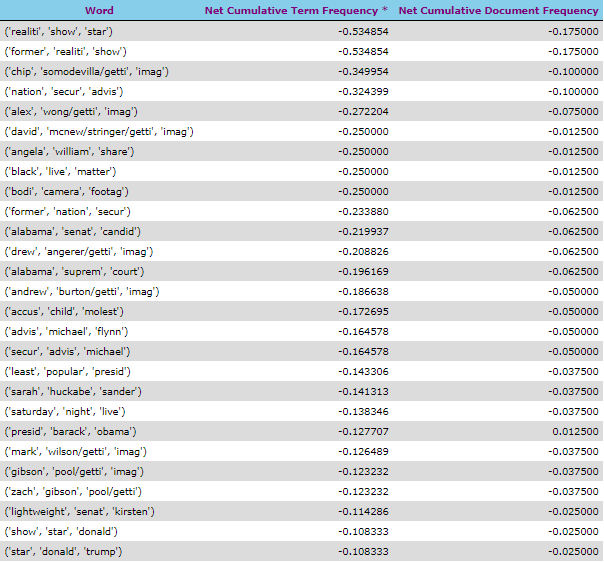 Word Net Cumulative Term Frequency * Net Cumulative Document Frequency
('realiti', 'show', 'star') -0.534854 -0.175000
('former', 'realiti', 'show') -0.534854 -0.175000
('chip', 'somodevilla/getti', 'imag') -0.349954 -0.100000
('nation', 'secur', 'advis') -0.324399 -0.100000
('alex', 'wong/getti', 'imag') -0.272204 -0.075000
('david', 'mcnew/stringer/getti', 'imag') -0.250000 -0.012500
('angela', 'william', 'share') -0.250000 -0.012500
('black', 'live', 'matter') -0.250000 -0.012500
('bodi', 'camera', 'footag') -0.250000 -0.012500
('former', 'nation', 'secur') -0.233880 -0.062500
('alabama', 'senat', 'candid') -0.219937 -0.062500
('drew', 'angerer/getti', 'imag') -0.208826 -0.062500
('alabama', 'suprem', 'court') -0.196169 -0.062500
('andrew', 'burton/getti', 'imag') -0.186638 -0.050000
('accus', 'child', 'molest') -0.172695 -0.050000
('advis', 'michael', 'flynn') -0.164578 -0.050000
('secur', 'advis', 'michael') -0.164578 -0.050000
('least', 'popular', 'presid') -0.143306 -0.037500
('sarah', 'huckabe', 'sander') -0.141313 -0.037500
('saturday', 'night', 'live') -0.138346 -0.037500
('presid', 'barack', 'obama') -0.127707 0.012500
('mark', 'wilson/getti', 'imag') -0.126489 -0.037500
('gibson', 'pool/getti', 'imag') -0.123232 -0.037500
('zach', 'gibson', 'pool/getti') -0.123232 -0.037500
('lightweight', 'senat', 'kirsten') -0.114286 -0.025000
('show', 'star', 'donald') -0.108333 -0.025000
('star', 'donald', 'trump') -0.108333 -0.025000